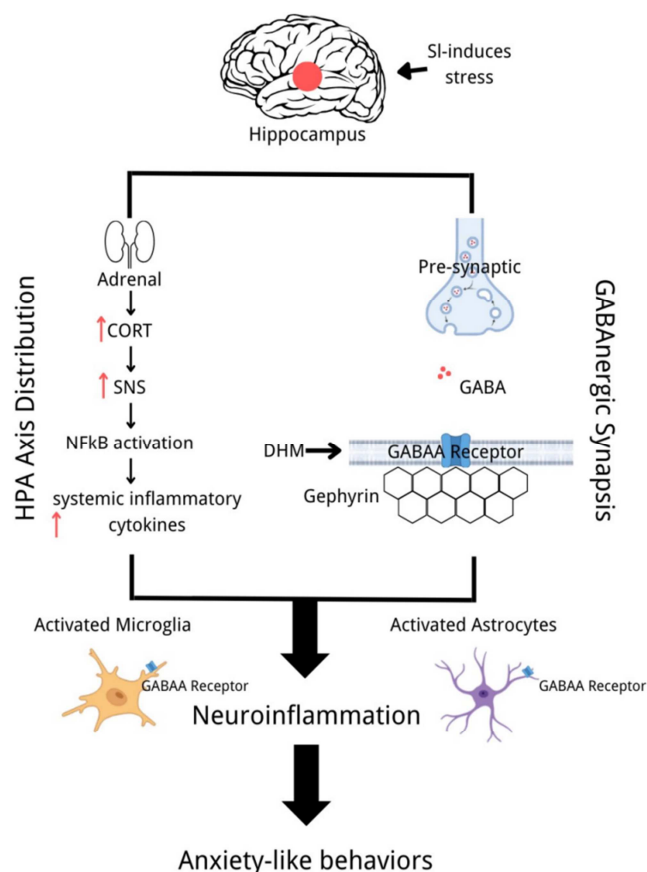 Sl-induces
stress
Hippocampus
Adrenal
↑CORT
↑ SNS
NFkB activation
systemic inflammatory
↑ cytokines
HPA Axis Distribution
Pre-synaptic
GABA
DHM
GABAA Receptor
Gephyrin
GABAnergic Synapsis
Activated Microglia
GABAA Receptor
Activated Astrocytes
GABAA Receptor
Neuroinflammation
Anxiety-like behaviors